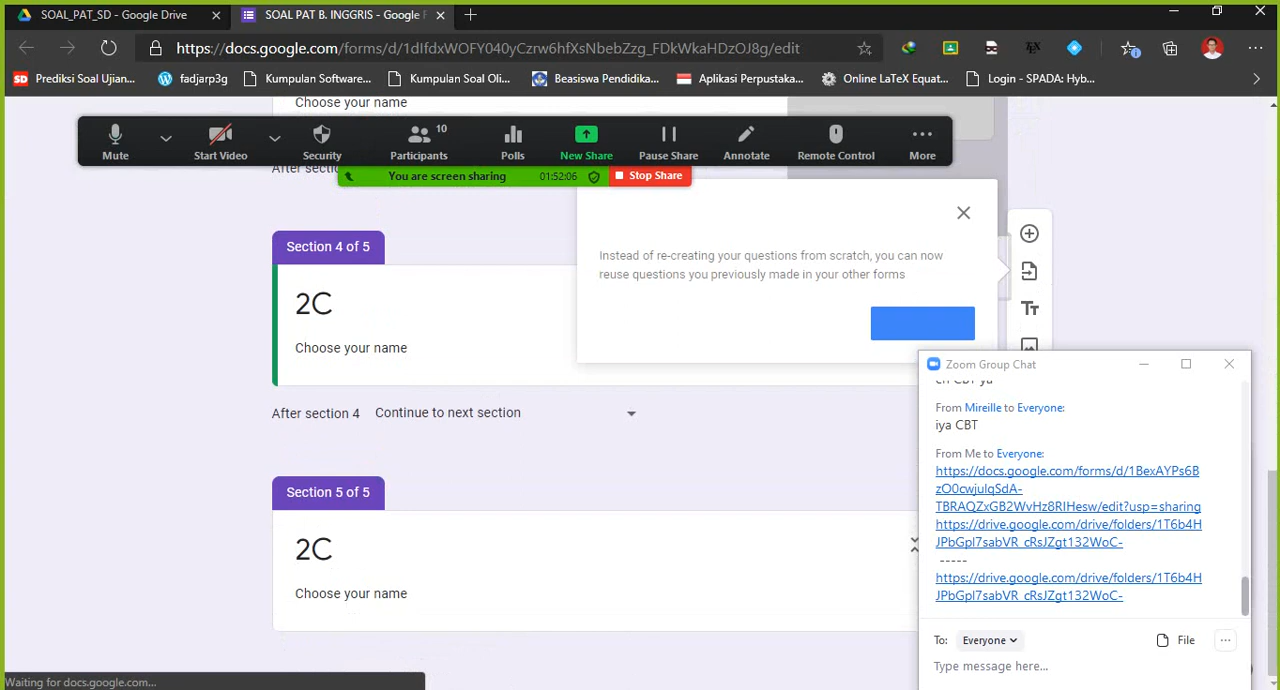 SOAL_PAT_SD - Google Drive
SOAL PAT B. INGGRIS - Google F
https://docs.google.com/forms/d/1dIfdxWOFY040yCzrw6hfXsNbebZzg_FDkWkaHDzOJ8g/edit
Prediksi Soal Ujian...
fadjarp3g
Kumpulan Software...
Kumpulan Soal Oli...
Beasiswa Pendidika...
Aplikasi Perpustaka...
Online LaTeX Equat...
Login - SPADA: Hyb...
Choose your name
Mute
Start Video
Security
10
Participants
Polls
New Share
Pause Share
Annotate
Remote Control
More
After section
You are screen sharing
01:52:06
Stop Share
Instead of re-creating your questions from scratch, you can now
reuse questions you previously made in your other forms
Section 4 of 5
2C
Choose your name
After section 4
Continue to next section
Section 5 of 5
2C
Choose your name
Zoom Group Chat
From Mireille to Everyone:
iya CBT
From Me to Everyone:
https://docs.google.com/forms/d/1BexAYPs6B
zO0cwjulqSdA-
TBRAQZxGB2WvHz8RIHesw/edit?usp=sharing
https://drive.google.com/drive/folders/1T6b4H
JPbGpl7sabVR_cRsJZgt132WoC-
-----
https://drive.google.com/drive/folders/1T6b4H
JPbGpl7sabVR_cRsJZgt132WoC-
To:
Everyone
File
Type message here...
Waiting for docs.google.com...